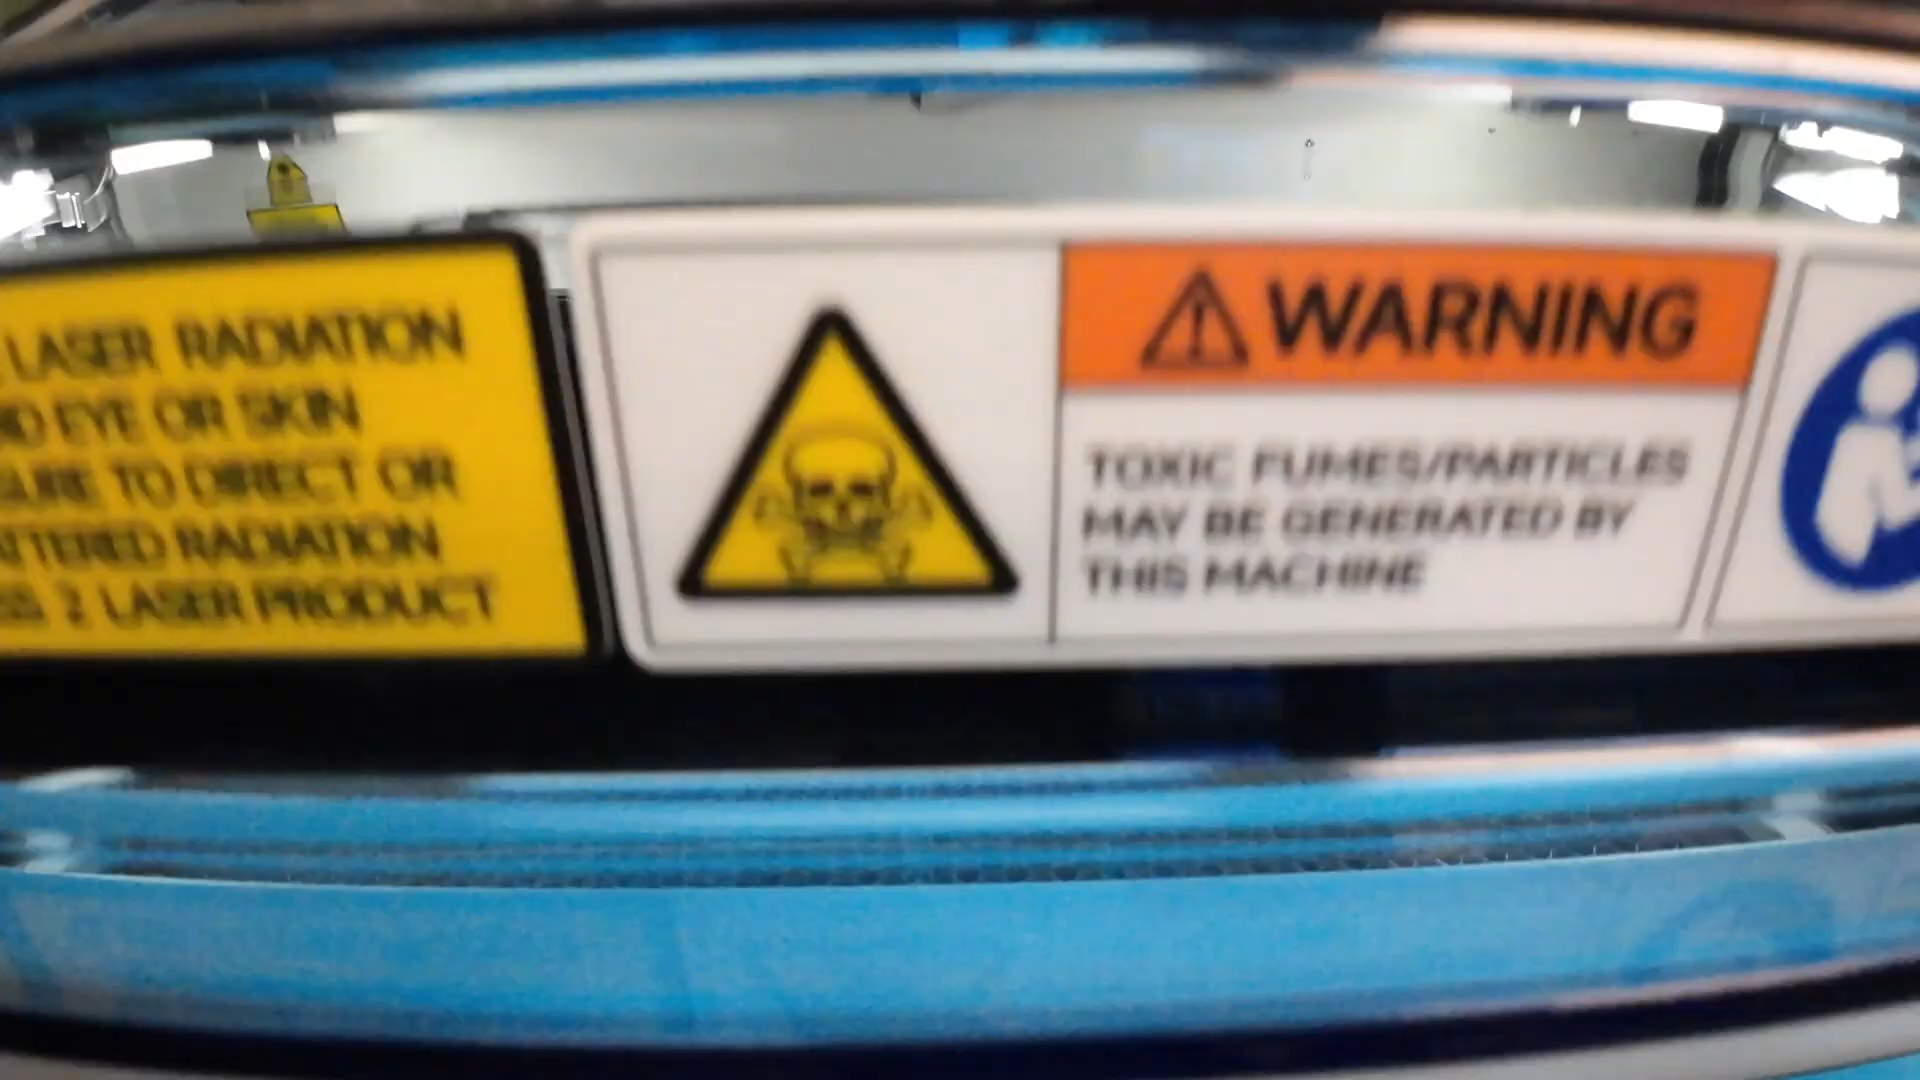 LASER RADIATION
EYE OR SKIN
TO DIRECT OR
RADIATION
2 LASER PRODUCT
WARNING
TOXIC FUMES/PARTICLES
MAY BE GENERATED BY
THIS MACHINE